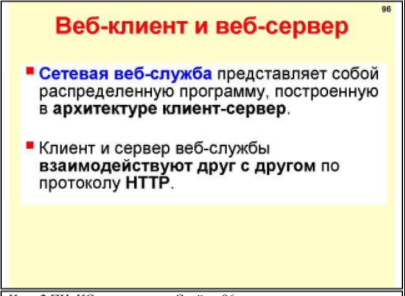 96
Веб-клиент и веб-сервер
Сетевая веб-служба представляет собой
распределенную программу, построенную
в архитектуре клиент-сервер.
Клиент и сервер веб-службы
взаимодействуют друг с другом по
протоколу HTTP.